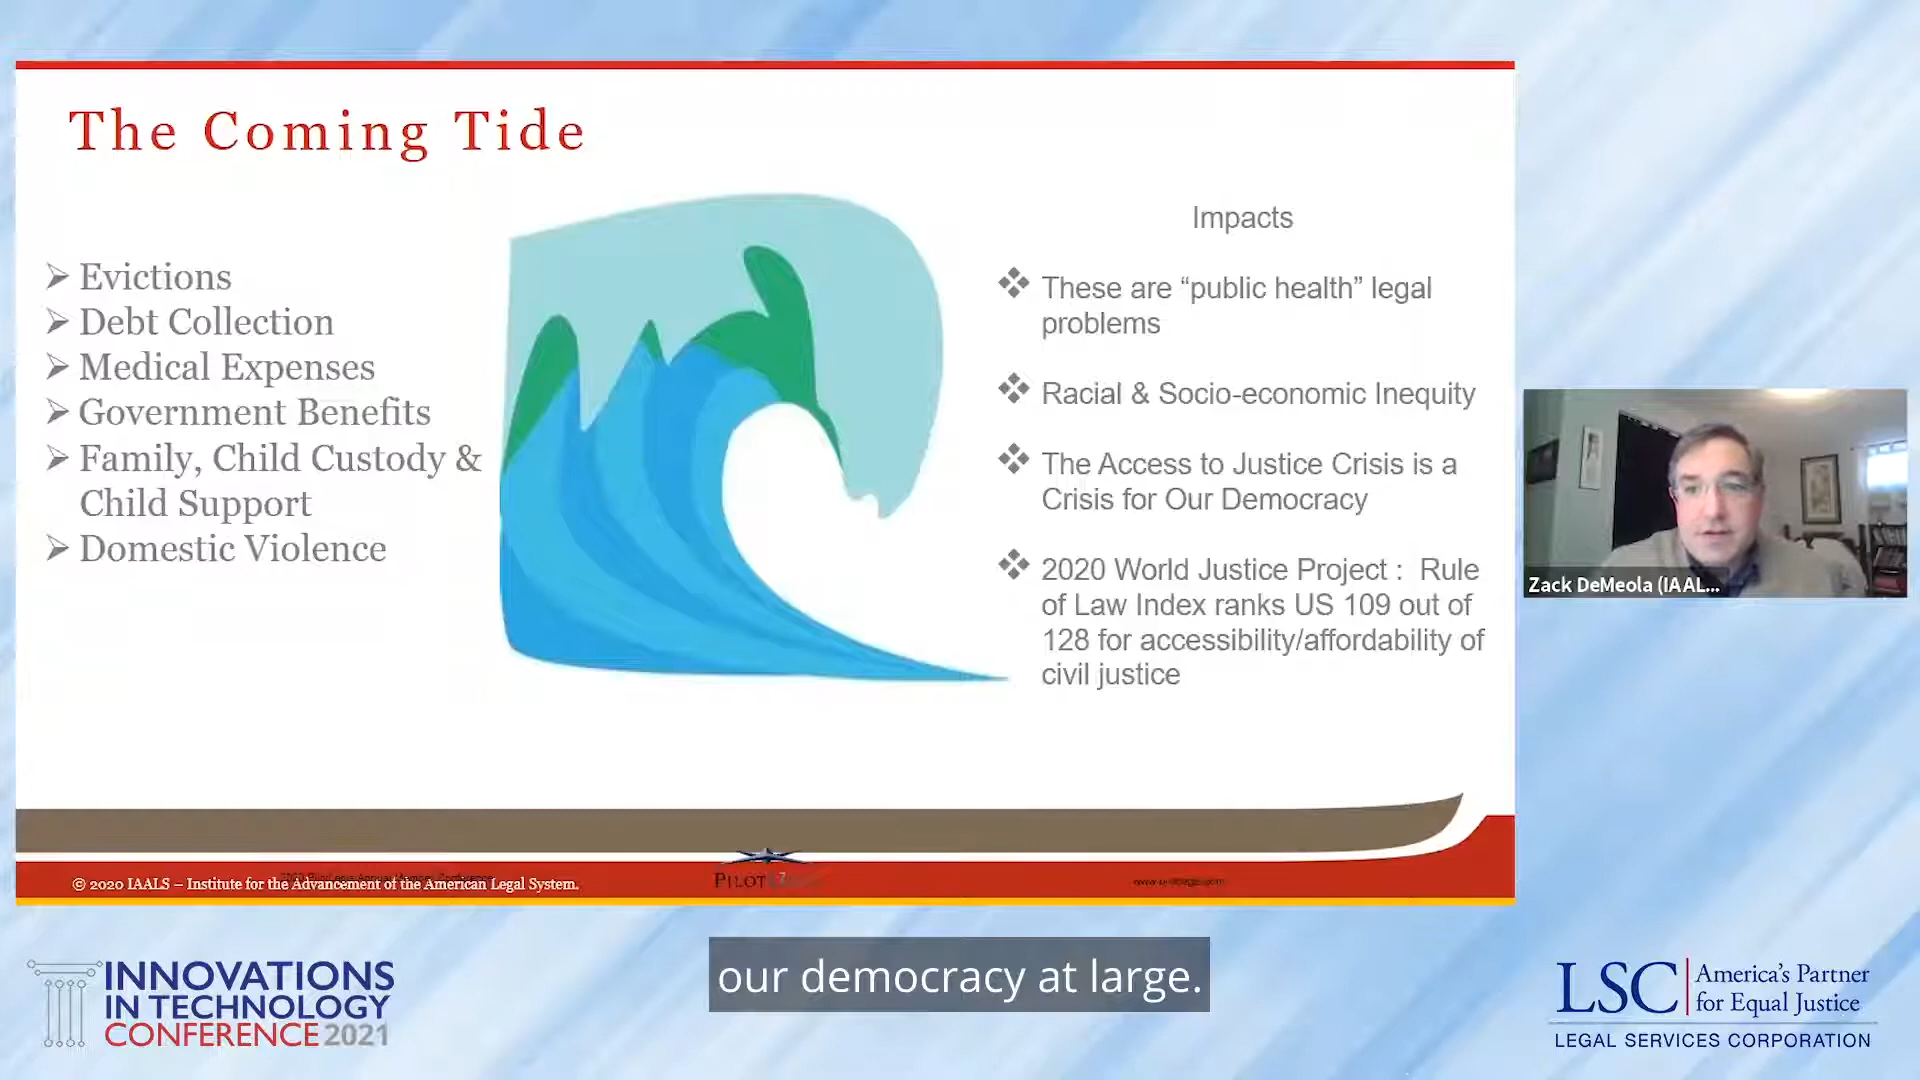 The Coming Tide
➢ Evictions
➢ Debt Collection
➢ Medical Expenses
➢ Government Benefits
➢ Family, Child Custody &
Child Support
➢ Domestic Violence
Impacts
❖ These are “public health” legal
problems
❖ Racial & Socio-economic Inequity
❖ The Access to Justice Crisis is a
Crisis for Our Democracy
❖ 2020 World Justice Project : Rule
of Law Index ranks US 109 out of
128 for accessibility/affordability of
civil justice
Zack DeMeola (IAAL...
© 2020 IAALS – Institute for the Advancement of the American Legal System.
our democracy at large.
INNOVATIONS
IN TECHNOLOGY
CONFERENCE 2021
LSC
America's Partner
for Equal Justice
LEGAL SERVICES CORPORATION